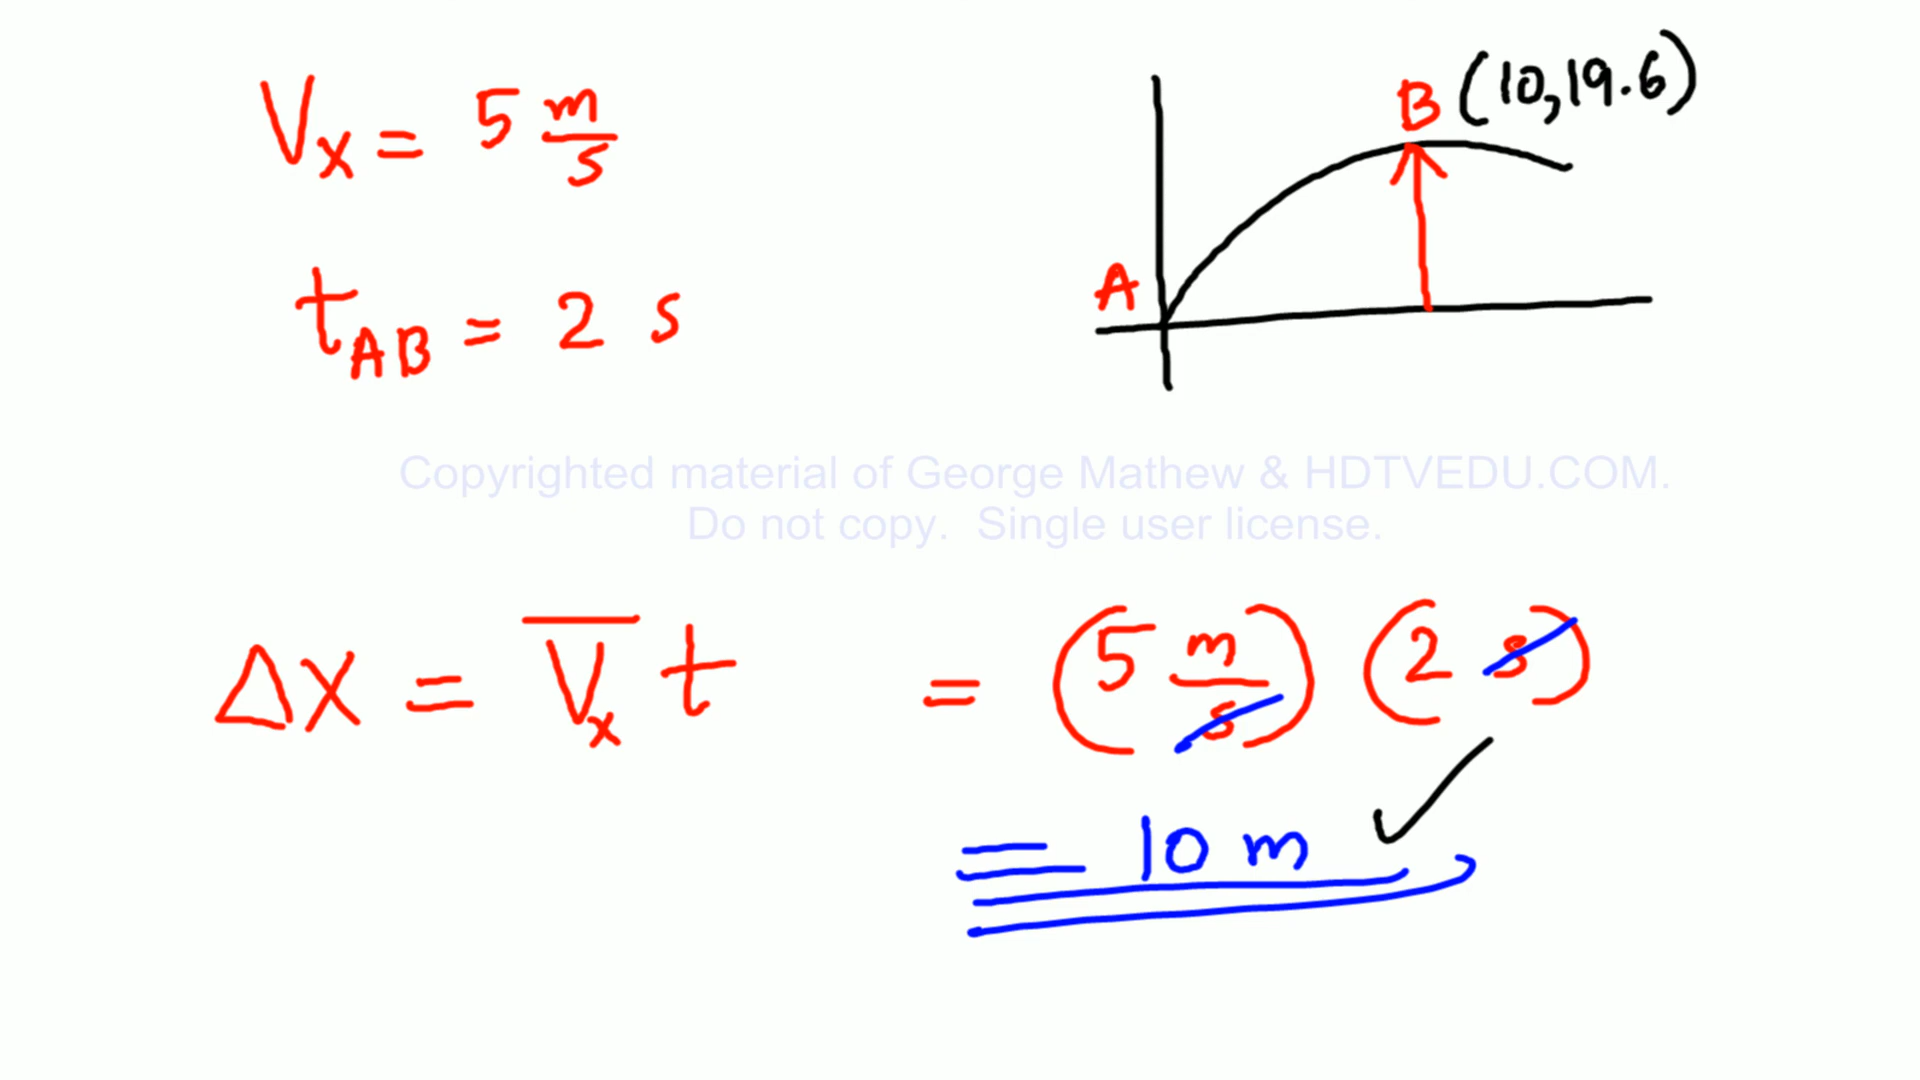 Vx = 5 m/s
B (10,19.6)
A
tAB = 2 s
Copyrighted material of George Mathew & HDTVEDU.COM.
Do not copy. Single user license.
Δx = V̅x t = (5 m/s) (2 s)
= 10 m ✓